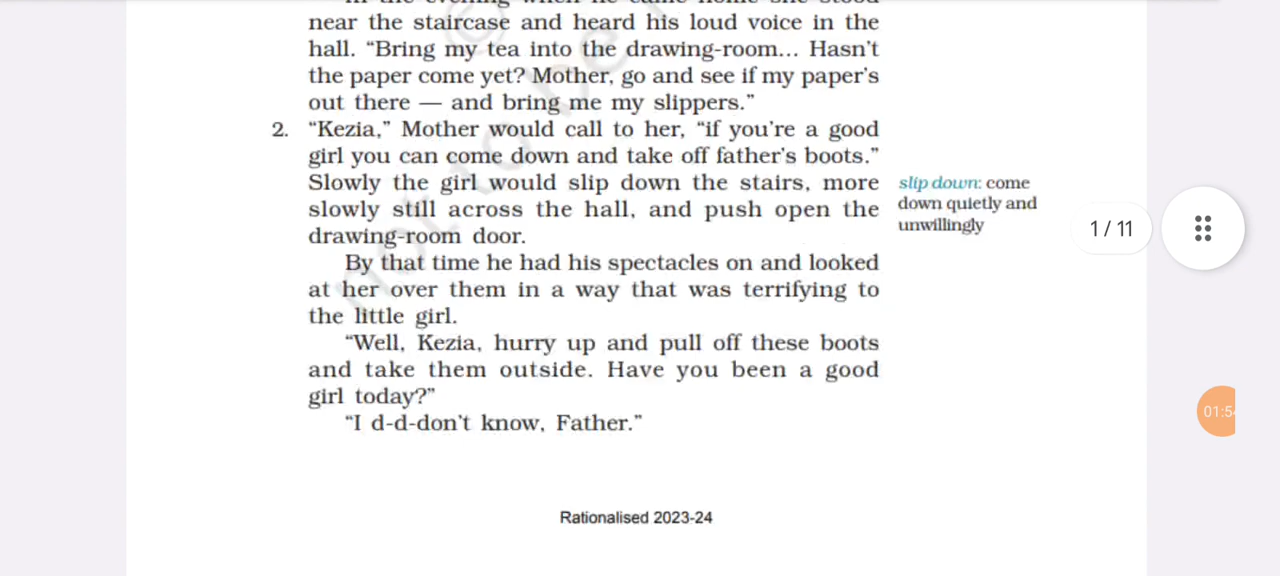 near the staircase and heard his loud voice in the
hall. “Bring my tea into the drawing-room... Hasn’t
the paper come yet? Mother, go and see if my paper’s
out there — and bring me my slippers.”
2. “Kezia,” Mother would call to her, “if you’re a good
girl you can come down and take off father’s boots.”
Slowly the girl would slip down the stairs, more
slowly still across the hall, and push open the
drawing-room door.
slip down: come
down quietly and
unwillingly
1 / 11
By that time he had his spectacles on and looked
at her over them in a way that was terrifying to
the little girl.
“Well, Kezia, hurry up and pull off these boots
and take them outside. Have you been a good
girl today?”
“I d-d-don’t know, Father.”
not to be
Rationalised 2023-24